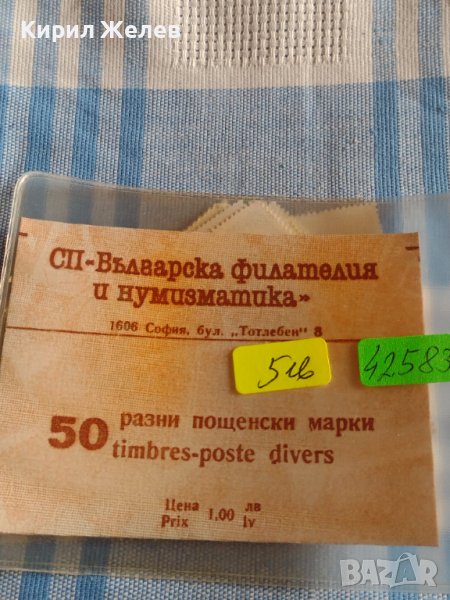 Кирил Желев
СП-Българска филателия
и нумизматика»
1606 София, бул. „Тотлебен" 8
5лв
42583
50 разни пощенски марки
timbres-poste divers
Цена 1,00 лв
Prix lv
BAZAR